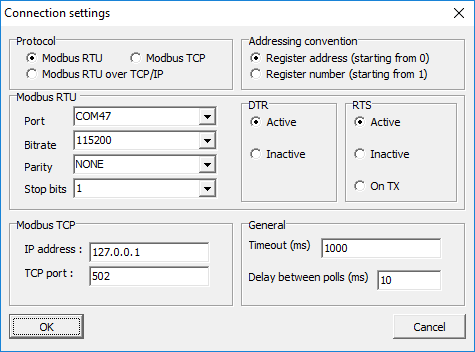 Connection settings
Protocol
Modbus RTU
Modbus TCP
Modbus RTU over TCP/IP
Addressing convention
Register address (starting from 0)
Register number (starting from 1)
Modbus RTU
Port
COM47
Bitrate
115200
Parity
NONE
Stop bits
1
DTR
Active
Inactive
RTS
Active
Inactive
On TX
Modbus TCP
IP address :
127.0.0.1
TCP port :
502
General
Timeout (ms)
1000
Delay between polls (ms)
10
OK
Cancel